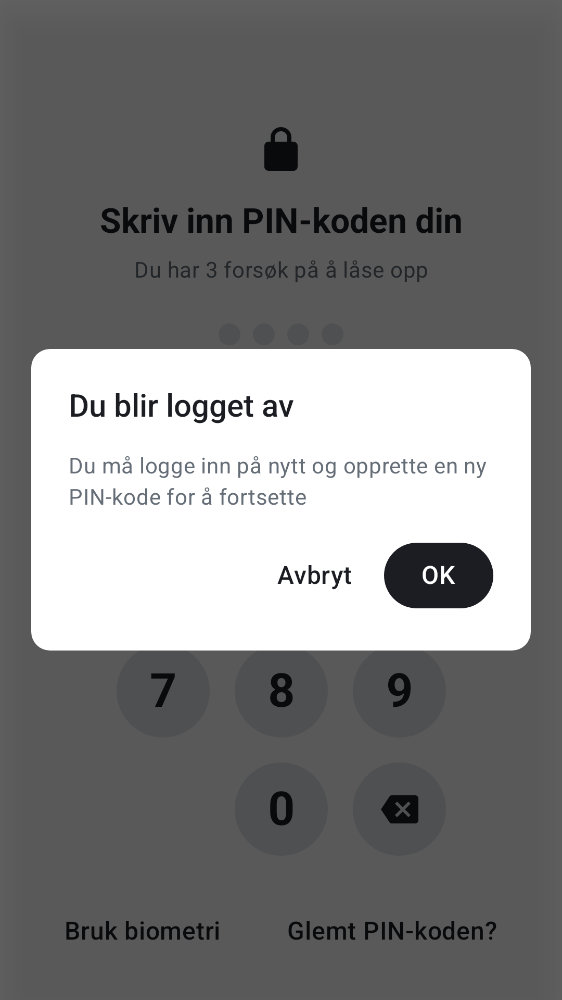 Skriv inn PIN-koden din
Du har 3 forsøk på å låse opp
Du blir logget av
Du må logge inn på nytt og opprette en ny
PIN-kode for å fortsette
Avbryt OK
7 8 9
0
Bruk biometri Glemt PIN-koden?